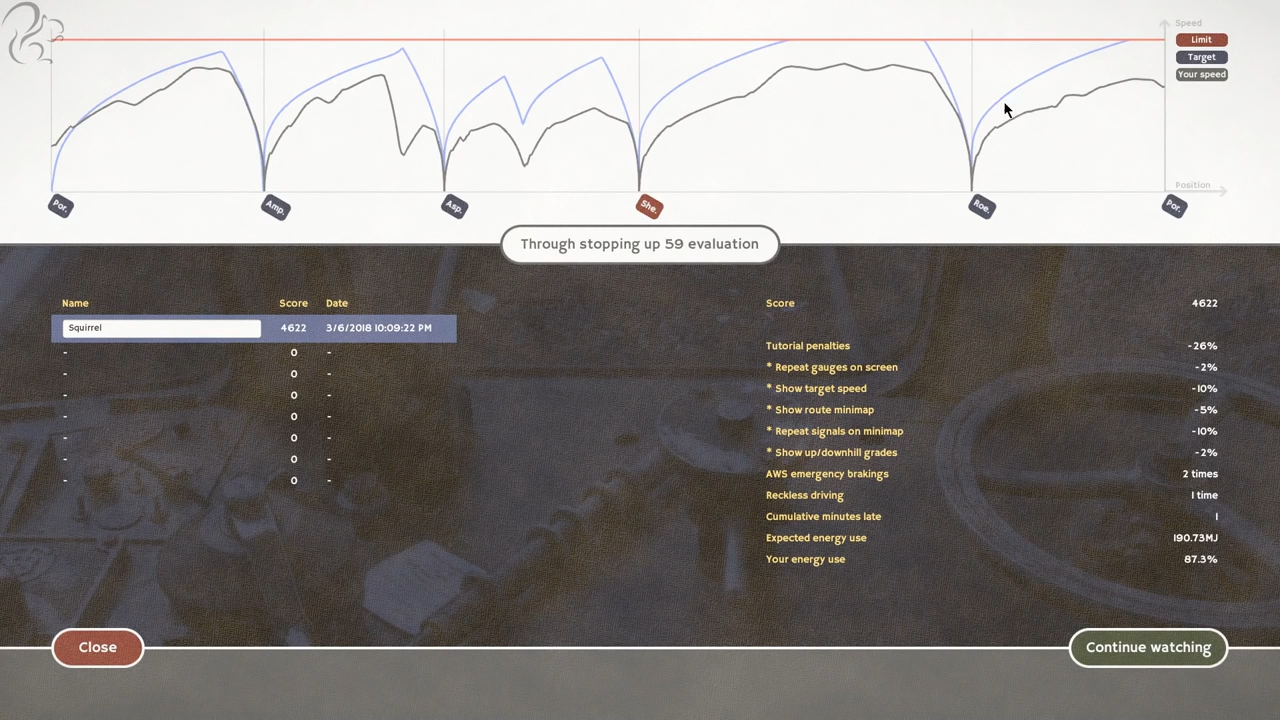 Speed
Limit
Target
Your speed
Position
Por.
Amp.
Asp.
She.
Roe.
Por.
Through stopping up 59 evaluation
Name Score Date
Squirrel 4622 3/6/2018 10:09:22 PM
- 0 -
- 0 -
- 0 -
- 0 -
- 0 -
- 0 -
- 0 -
Score 4622
Tutorial penalties -26%
* Repeat gauges on screen -2%
* Show target speed -10%
* Show route minimap -5%
* Repeat signals on minimap -10%
* Show up/downhill grades -2%
AWS emergency brakings 2 times
Reckless driving 1 time
Cumulative minutes late 1
Expected energy use 190.73MJ
Your energy use 87.3%
Close
Continue watching